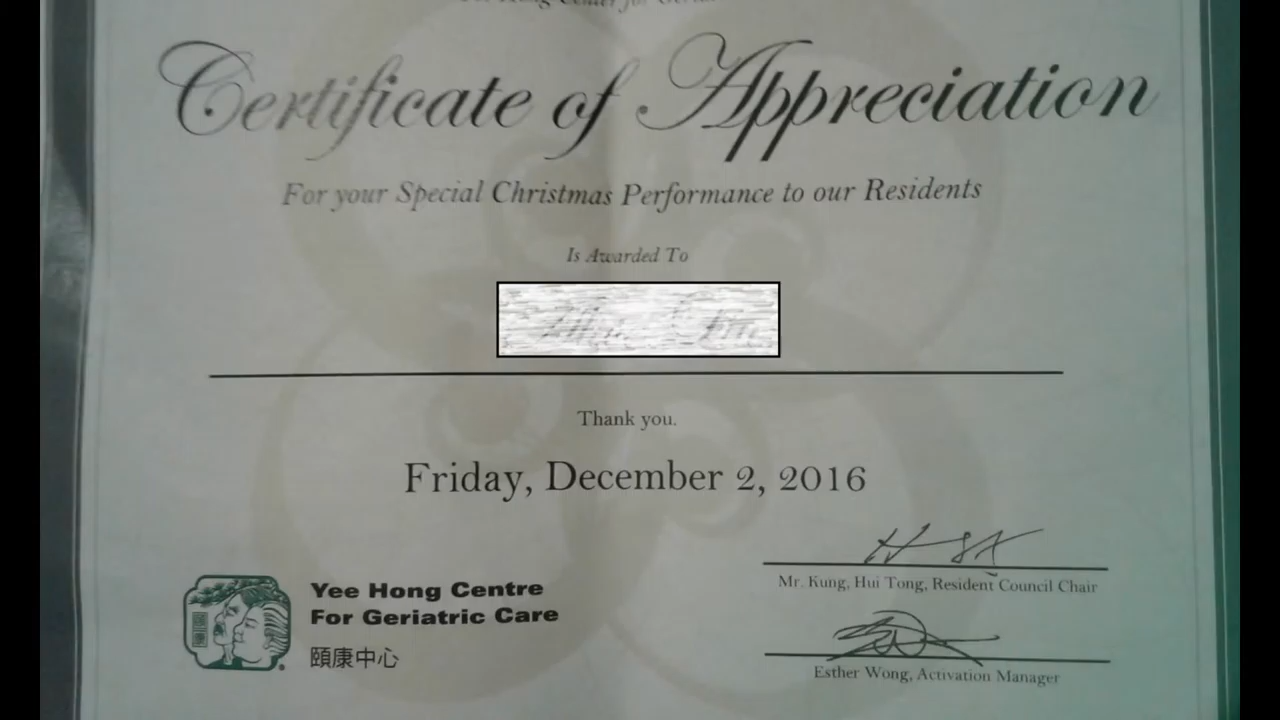 Certificate of Appreciation
For your Special Christmas Performance to our Residents
Is Awarded To
Thank you.
Friday, December 2, 2016
Yee Hong Centre
For Geriatric Care
頤康中心
Mr. Kung, Hui Tong, Resident Council Chair
Esther Wong, Activation Manager